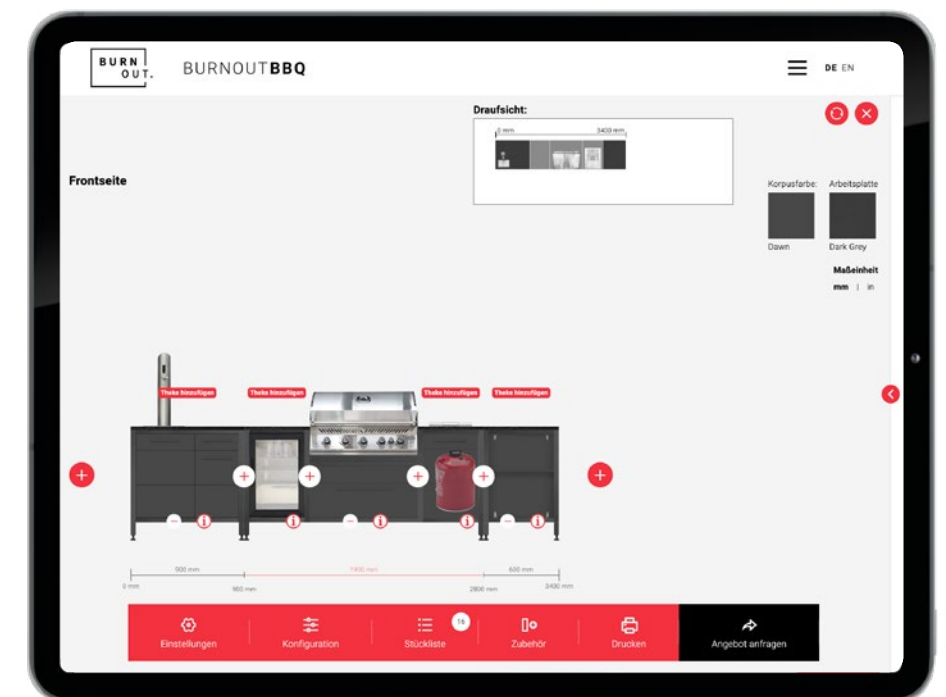 BURN
OUT.
BURNOUTBBQ
DE EN
Draufsicht:
0 mm
3400 mm
Frontseite
Korpusfarbe:
Arbeitsplatte
Dawn
Dark Grey
Maßeinheit
mm | in
Theke hinzufügen
Theke hinzufügen
Theke hinzufügen
Theke hinzufügen
900 mm
1900 mm
600 mm
0 mm
2800 mm
3400 mm
Einstellungen
Konfiguration
Stückliste
16
Zubehör
Drucken
Angebot anfragen